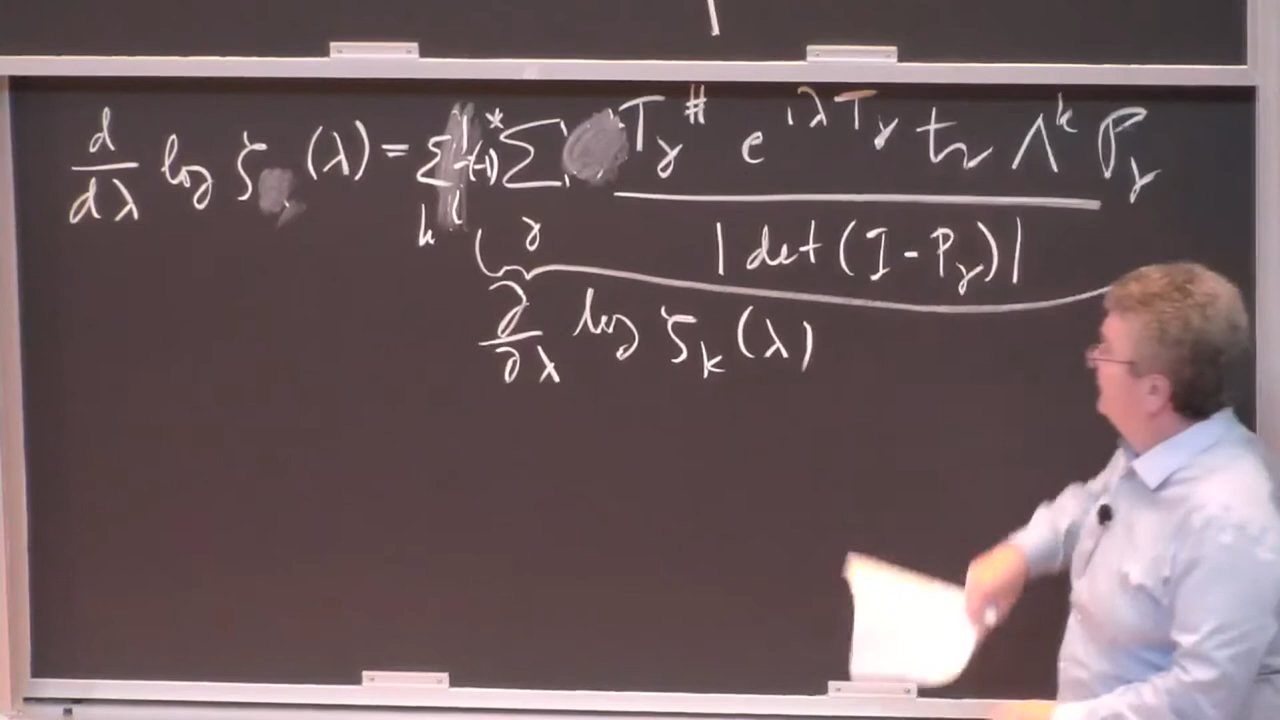 d/dλ log ζ (λ) = Σ_k (-1)^* Σ_γ T_γ^# e^{iλT_γ} tr Λ^k P_γ
|det(I-P_γ)|
∂/∂λ log ζ_k(λ)